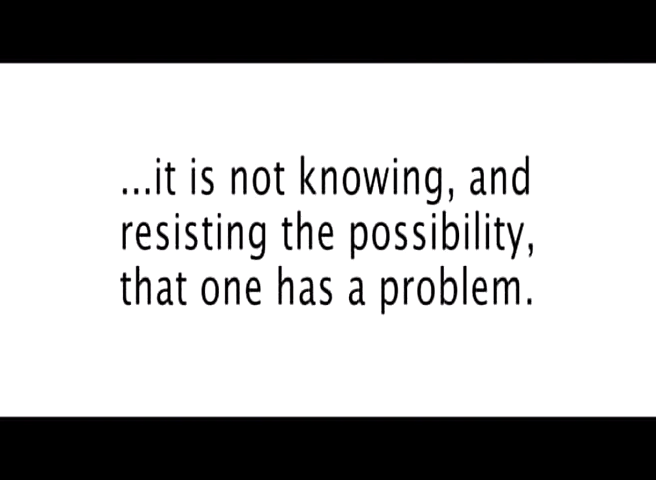 ...it is not knowing, and
resisting the possibility,
that one has a problem.